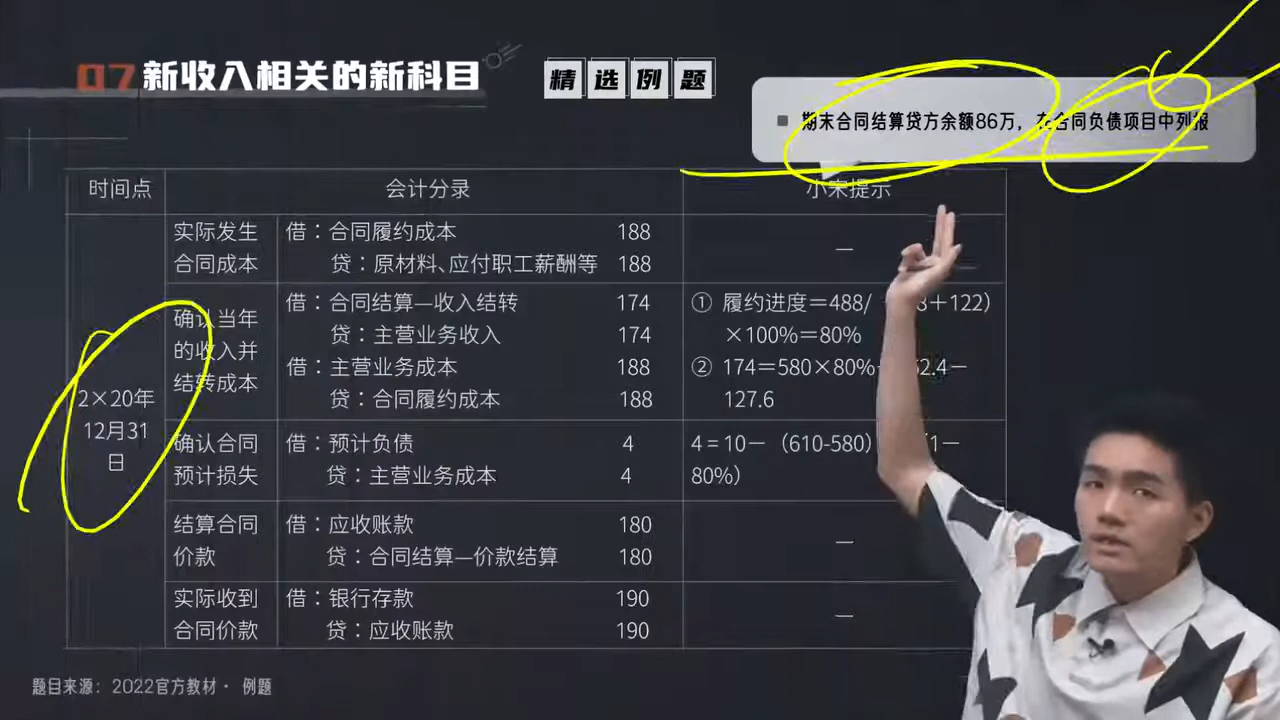 07 新收入相关的新科目
精选例题
■ 期末合同结算贷方余额86万，在合同负债项目中列报
时间点 会计分录 小宋提示
2×20年
12月31
日
实际发生
合同成本
借：合同履约成本 188
贷：原材料、应付职工薪酬等 188
—
确认当年
的收入并
结转成本
借：合同结算—收入结转 174
贷：主营业务收入 174
借：主营业务成本 188
贷：合同履约成本 188
① 履约进度＝488/ 8＋122）
×100%＝80%
② 174＝580×80%－ 2.4－
127.6
确认合同
预计损失
借：预计负债 4
贷：主营业务成本 4
4＝10－（610-580） 1－
80%）
结算合同
价款
借：应收账款 180
贷：合同结算—价款结算 180
—
实际收到
合同价款
借：银行存款 190
贷：应收账款 190
—
题目来源：2022官方教材· 例题